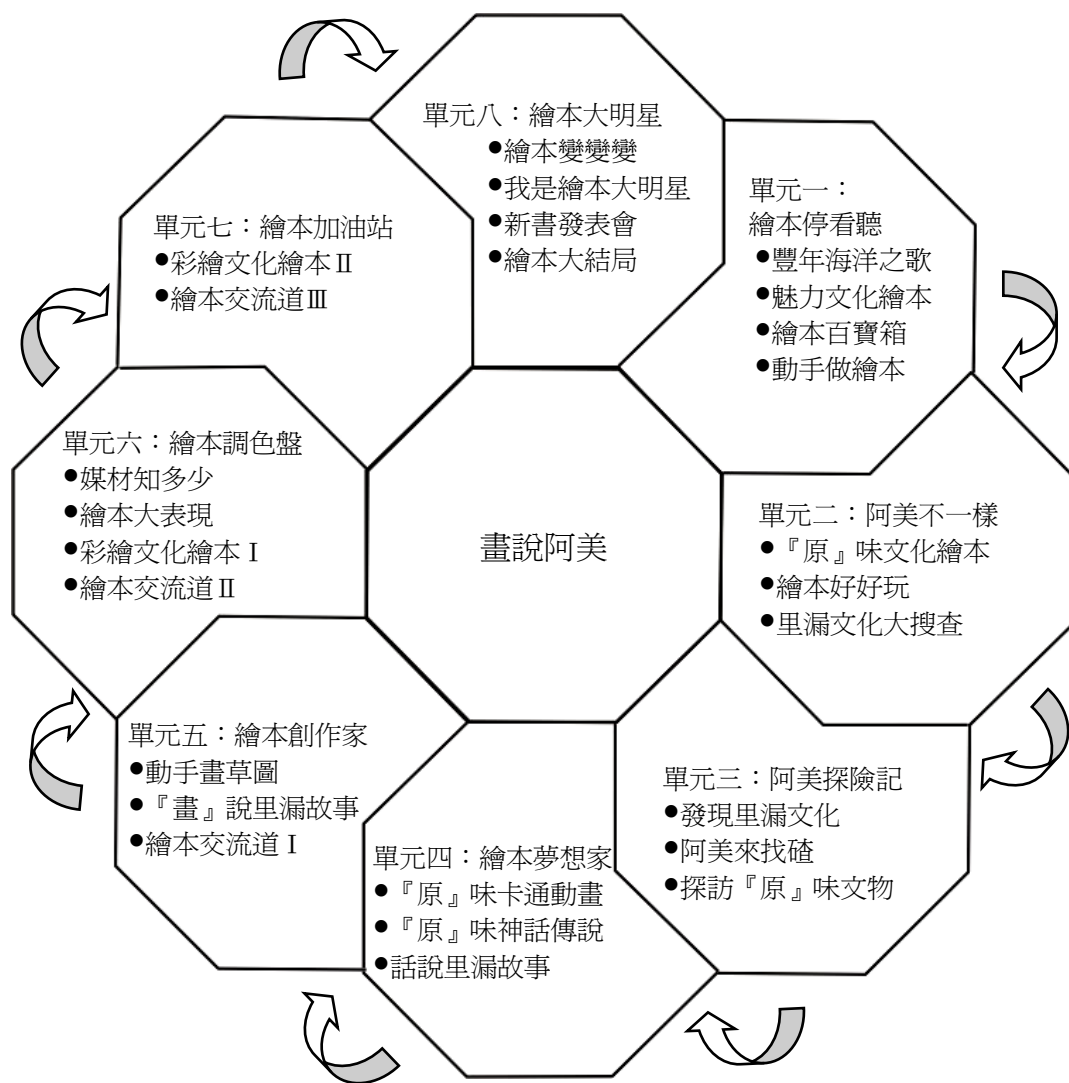 單元八：繪本大明星
●繪本變變變
●我是繪本大明星
●新書發表會
●繪本大結局
單元一：
繪本停看聽
●豐年海洋之歌
●魅力文化繪本
●繪本百寶箱
●動手做繪本
單元二：阿美不一樣
●『原』味文化繪本
●繪本好好玩
●里漏文化大搜查
單元三：阿美探險記
●發現里漏文化
●阿美來找碴
●探訪『原』味文物
單元四：繪本夢想家
●『原』味卡通動畫
●『原』味神話傳說
●話說里漏故事
單元五：繪本創作家
●動手畫草圖
●『畫』說里漏故事
●繪本交流道Ⅰ
單元六：繪本調色盤
●媒材知多少
●繪本大表現
●彩繪文化繪本Ⅰ
●繪本交流道Ⅱ
單元七：繪本加油站
●彩繪文化繪本Ⅱ
●繪本交流道Ⅲ
畫說阿美